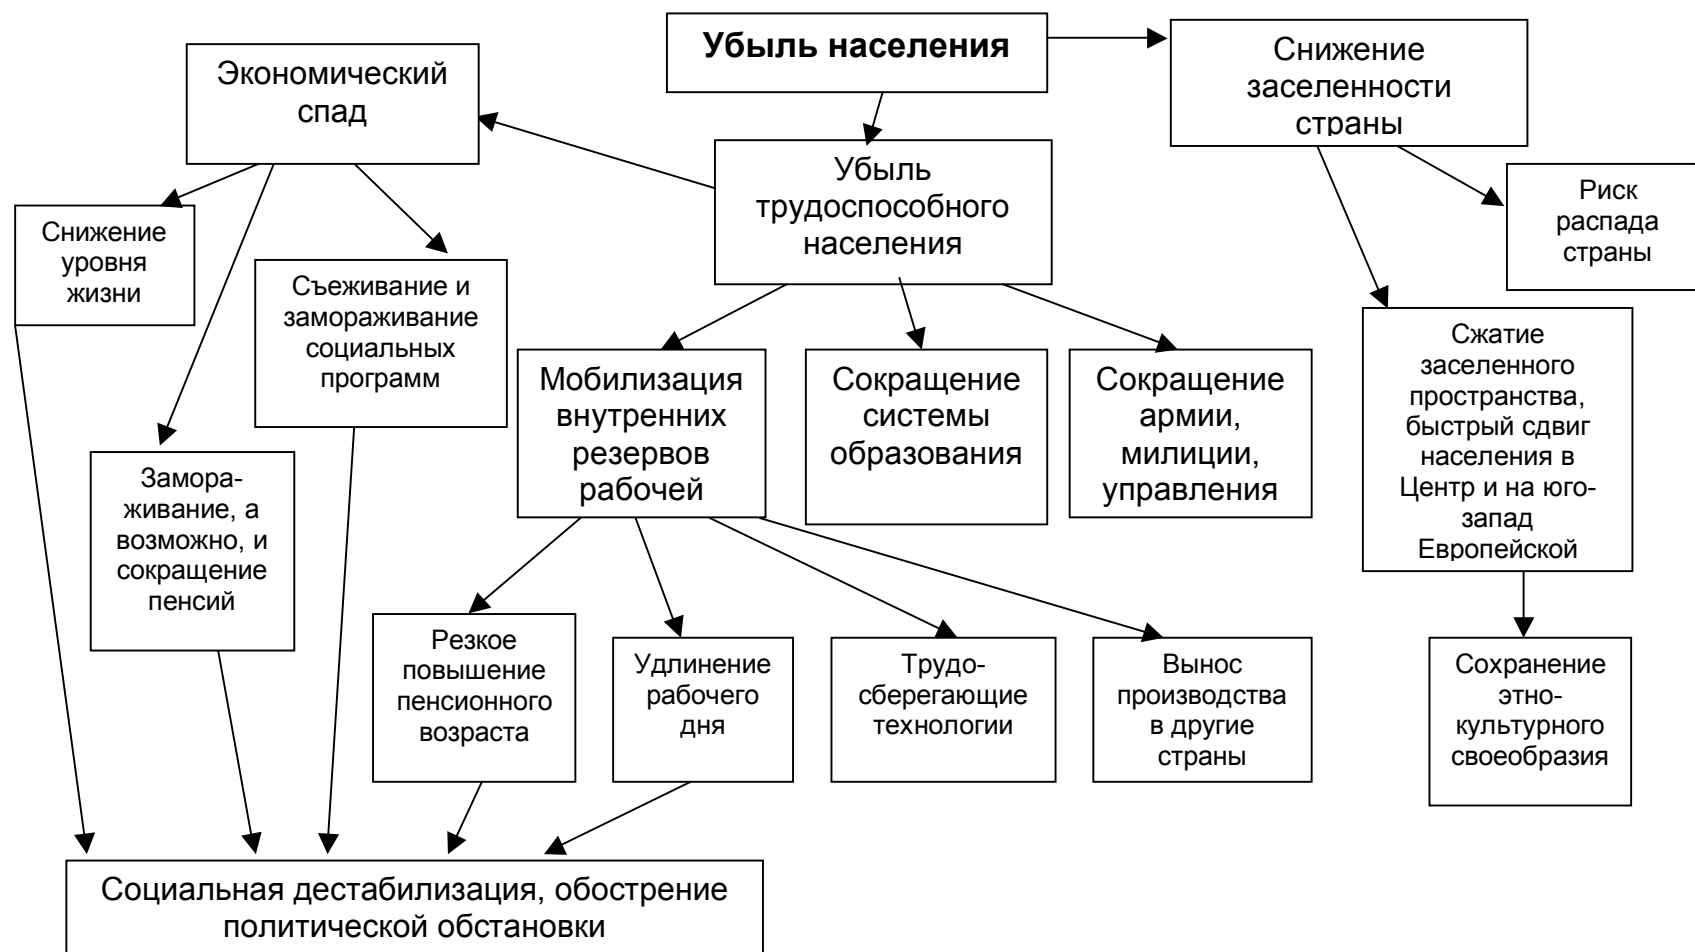 Убыль населения
Экономический
спад
Снижение
заселенности
страны
Убыль
трудоспособного
населения
Риск
распада
страны
Снижение
уровня
жизни
Съеживание и
замораживание
социальных
программ
Мобилизация
внутренних
резервов
рабочей
Сокращение
системы
образования
Сокращение
армии,
милиции,
управления
Сжатие
заселенного
пространства,
быстрый сдвиг
населения в
Центр и на юго-
запад
Европейской
Замора-
живание, а
возможно, и
сокращение
пенсий
Резкое
повышение
пенсионного
возраста
Удлинение
рабочего
дня
Трудо-
сберегающие
технологии
Вынос
производства
в другие
страны
Сохранение
этно-
культурного
своеобразия
Социальная дестабилизация, обострение
политической обстановки